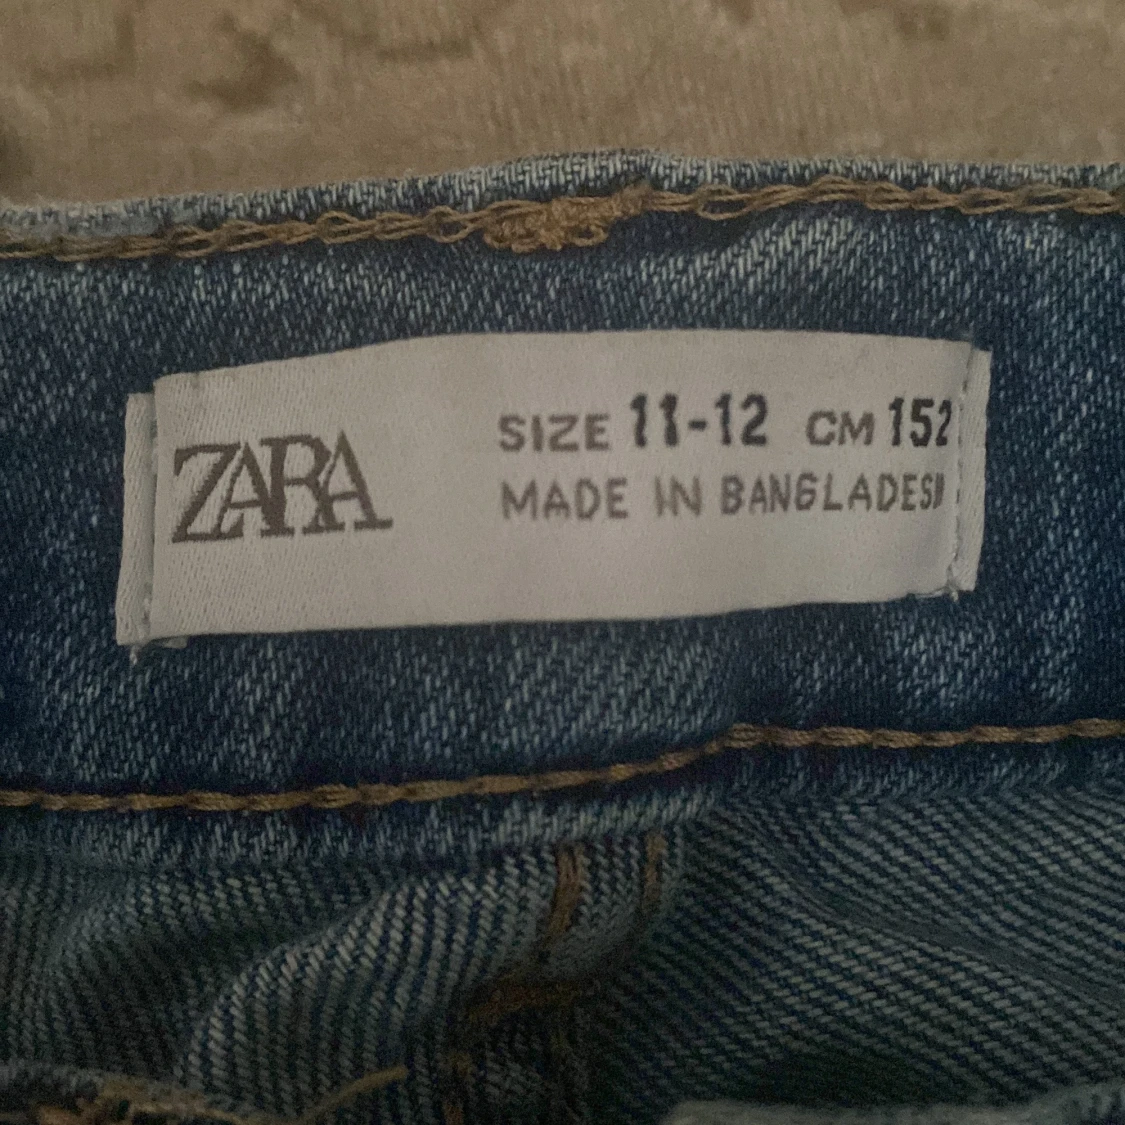 ZARA
SIZE 11-12 CM 152
MADE IN BANGLADESH